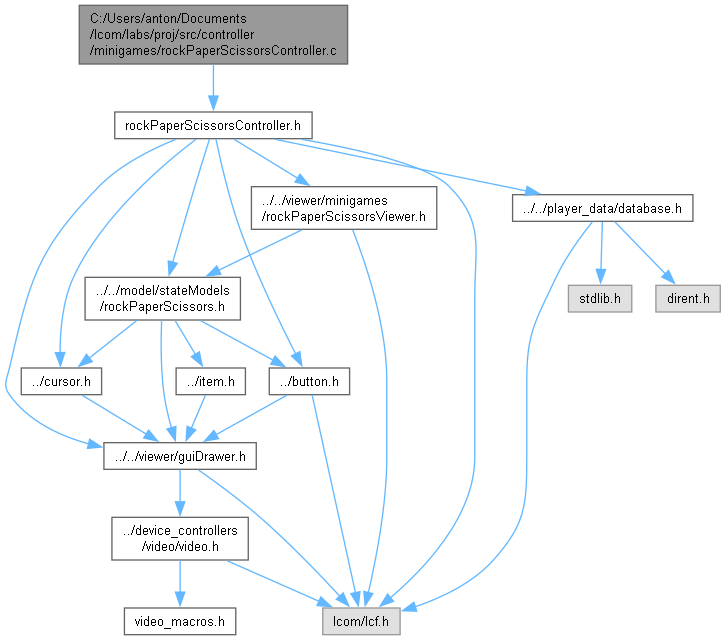 C:/Users/anton/Documents
/lcom/labs/proj/src/controller
/minigames/rockPaperScissorsController.c
rockPaperScissorsController.h
../../viewer/minigames
/rockPaperScissorsViewer.h
../../player_data/database.h
../../model/stateModels
/rockPaperScissors.h
stdlib.h
dirent.h
../cursor.h
../item.h
../button.h
../../viewer/guiDrawer.h
../device_controllers
/video/video.h
video_macros.h
lcom/lcf.h